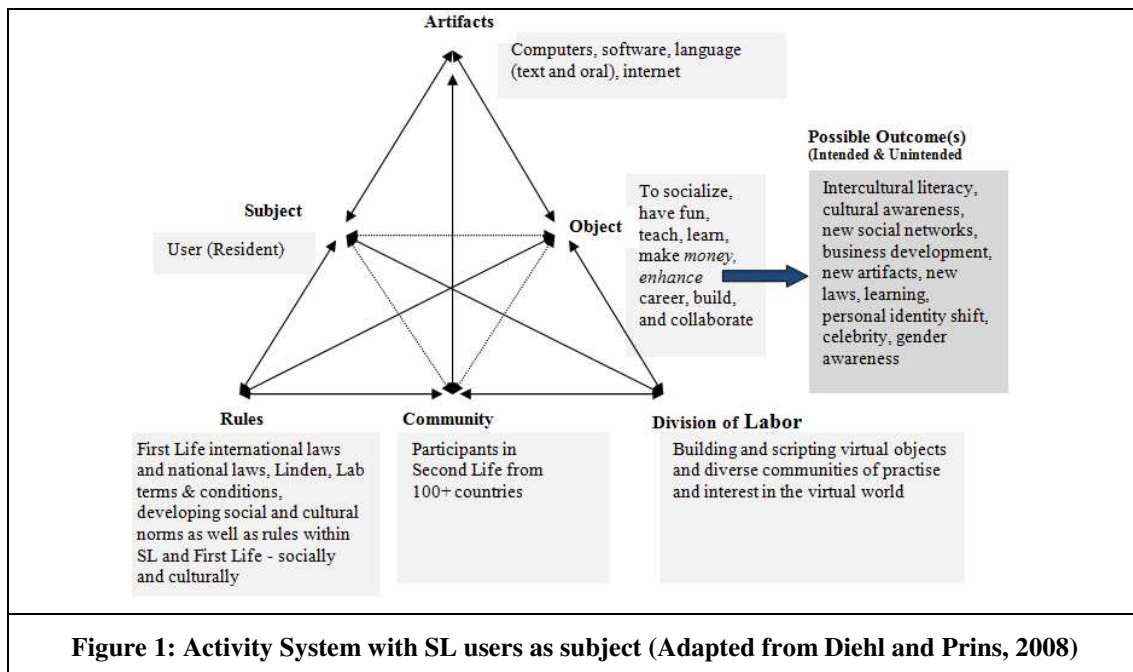 Artifacts
Computers, software, language
(text and oral), internet
Possible Outcome(s)
(Intended & Unintended
Intercultural literacy,
cultural awareness,
new social networks,
business development,
new artifacts, new
laws, learning,
personal identity shift,
celebrity, gender
awareness
Subject
User (Resident)
Object
To socialize,
have fun,
teach, learn,
make money,
enhance
career, build,
and collaborate
Rules
First Life international laws
and national laws, Linden, Lab
terms & conditions,
developing social and cultural
norms as well as rules within
SL and First Life - socially
and culturally
Community
Participants in
Second Life from
100+ countries
Division of Labor
Building and scripting virtual objects
and diverse communities of practise
and interest in the virtual world
Figure 1: Activity System with SL users as subject (Adapted from Diehl and Prins, 2008)